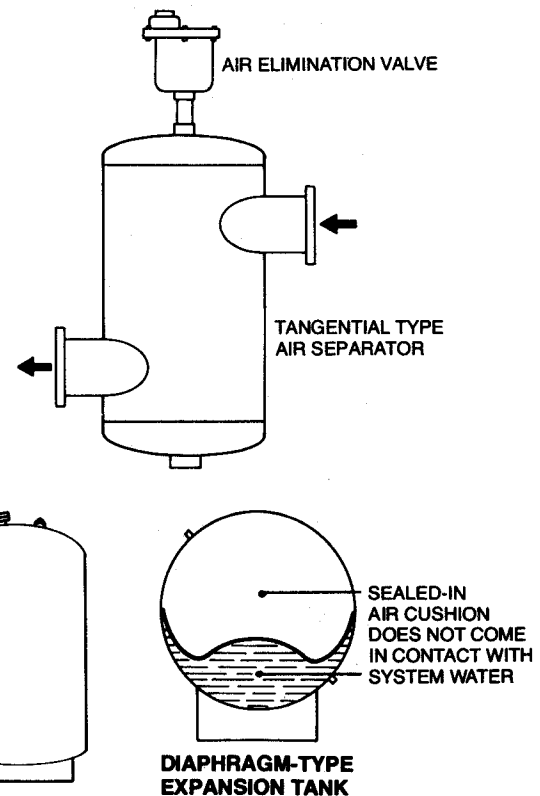 AIR ELIMINATION VALVE
TANGENTIAL TYPE
AIR SEPARATOR
SEALED-IN
AIR CUSHION
DOES NOT COME
IN CONTACT WITH
SYSTEM WATER
DIAPHRAGM-TYPE
EXPANSION TANK